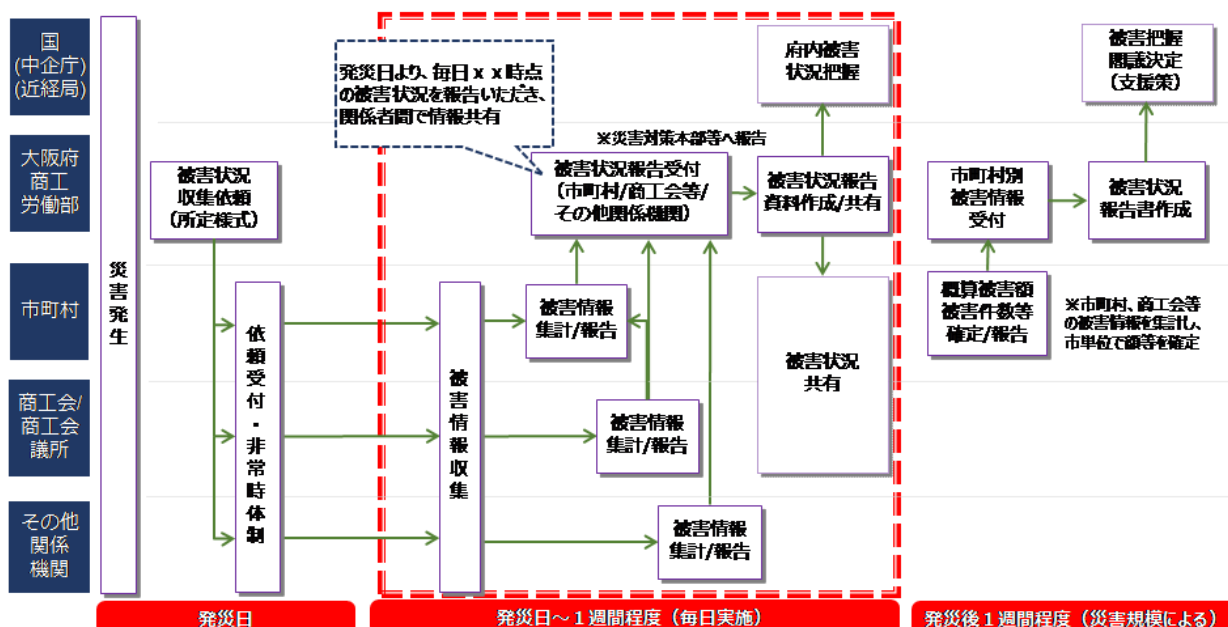 国
(中企庁)
(近経局)
大阪府
商工
労働部
市町村
商工会/
商工会
議所
その他
関係
機関
災害発生
被害状況
収集依頼
(所定様式)
依頼受付・非常時体制
発災日より、毎日ｘｘ時点
の被害状況を報告いただき、
関係者間で情報共有
※災害対策本部等へ報告
被害状況報告受付
(市町村/商工会等/
その他関係機関)
被害情報収集
被害情報
集計/報告
被害情報
集計/報告
被害情報
集計/報告
府内被害
状況把握
被害状況報告
資料作成/共有
被害状況
共有
市町村別
被害情報
受付
概算被害額
被害件数等
確定/報告
被害把握
閣議決定
(支援策)
被害状況
報告書作成
※市町村、商工会等
の被害情報を集計し、
市単位で額等を確定
発災日
発災日～１週間程度（毎日実施）
発災後１週間程度（災害規模による）